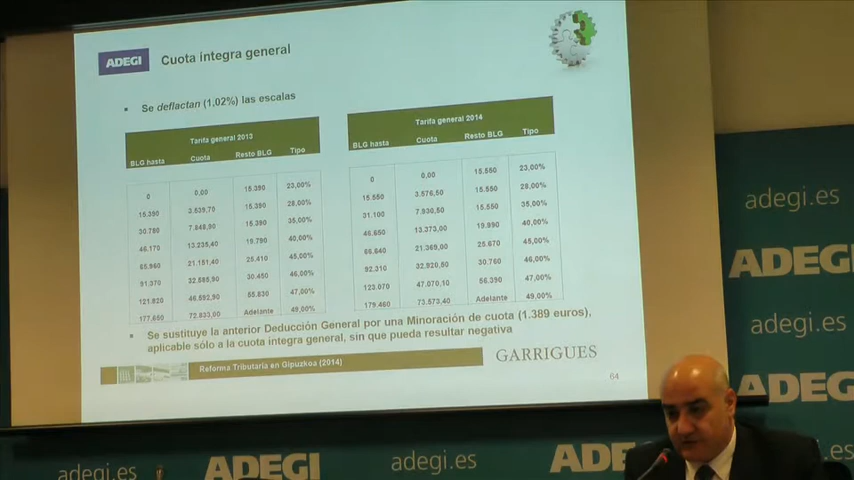 ADEGI
Cuota integra general
Se deflactan (1,02%) las escalas
Tarifa general 2013
BLG hasta Cuota Resto BLG Tipo
0 0,00 15.390 23,00%
15.390 3.539,70 15.390 28,00%
30.780 7.848,90 15.390 35,00%
46.170 13.235,40 19.790 40,00%
65.960 21.151,40 25.410 45,00%
91.370 32.585,90 30.450 46,00%
121.820 46.592,90 55.830 47,00%
177.650 72.833,00 Adelante 49,00%
Tarifa general 2014
BLG hasta Cuota Resto BLG Tipo
0 0,00 15.550 23,00%
15.550 3.576,50 15.550 28,00%
31.100 7.930,50 15.550 35,00%
46.650 13.373,00 19.990 40,00%
66.640 21.369,00 25.670 45,00%
92.310 32.920,50 30.760 46,00%
123.070 47.070,10 56.390 47,00%
179.460 73.573,40 Adelante 49,00%
Se sustituye la anterior Deducción General por una Minoración de cuota (1.389 euros),
aplicable sólo a la cuota integra general, sin que pueda resultar negativa
Reforma Tributaria en Gipuzkoa (2014)
GARRIGUES
64
adegi.es
ADEGI
adegi.es
ADEGI
adegi.es
ADEGI
adegi.es
ADEGI
.es